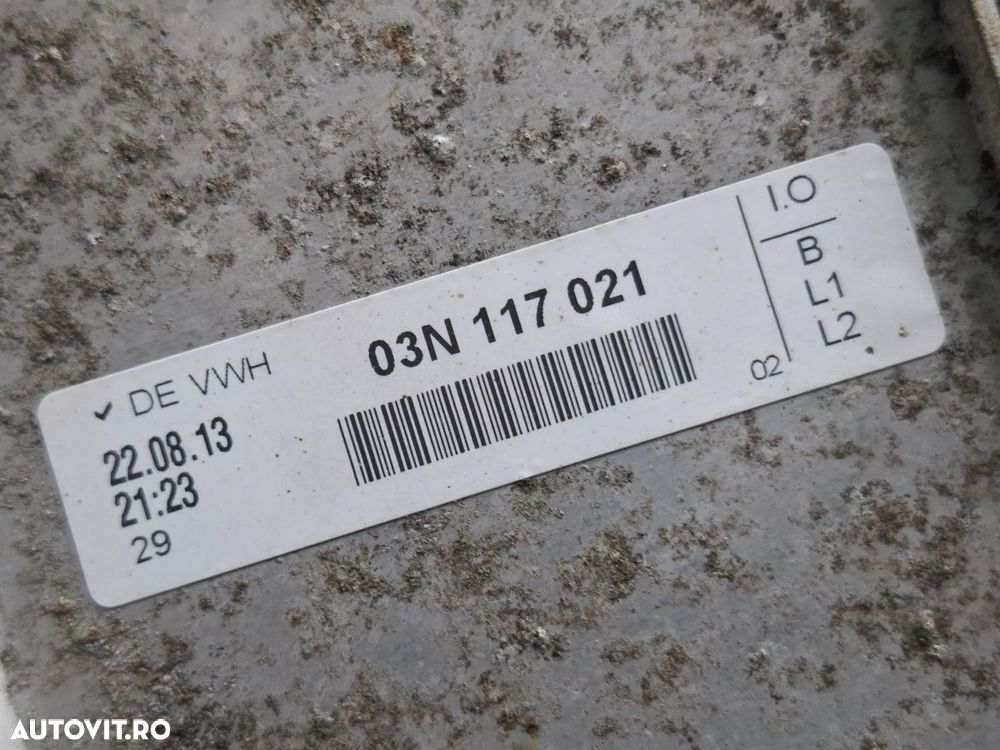 DE VWH
22.08.13
21:23
29
03N 117 021
02
I.O
B
L1
L2
AUTOVIT.RO